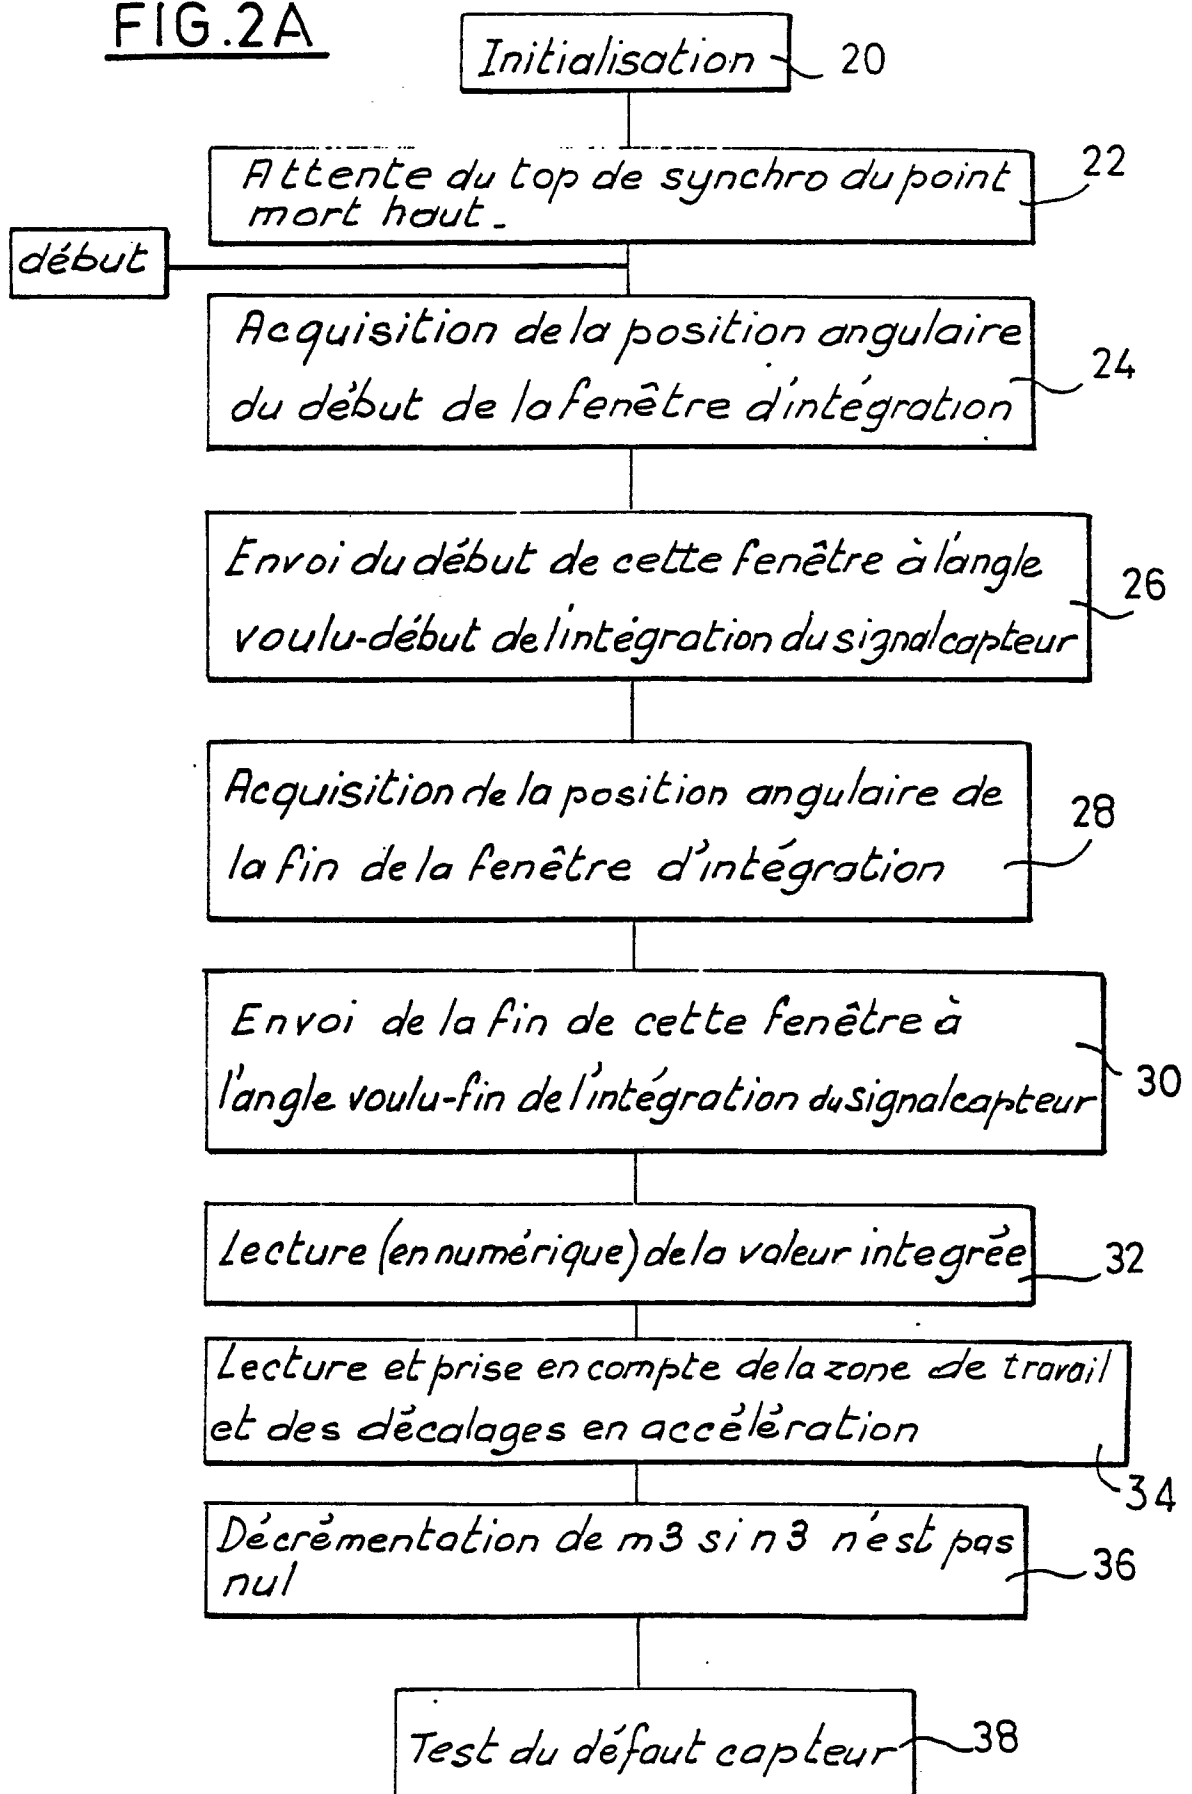 FIG.2A
Initialisation 20
Attente du top de synchro du point
mort haut_
22
début
Acquisition de la position angulaire
du début de la fenêtre d'intégration
24
Envoi du début de cette fenêtre à l'angle
voulu-début de l'intégration du signal capteur
26
Acquisition de la position angulaire de
la fin de la fenêtre d'intégration
28
Envoi de la fin de cette fenêtre à
l'angle voulu-fin de l'intégration du signal capteur
30
Lecture (en numérique) de la valeur integrée
32
Lecture et prise en compte de la zone de travail
et des décalages en accélération
34
Décrémentation de m3 si n3 n'est pas
nul
36
Test du défaut capteur 38